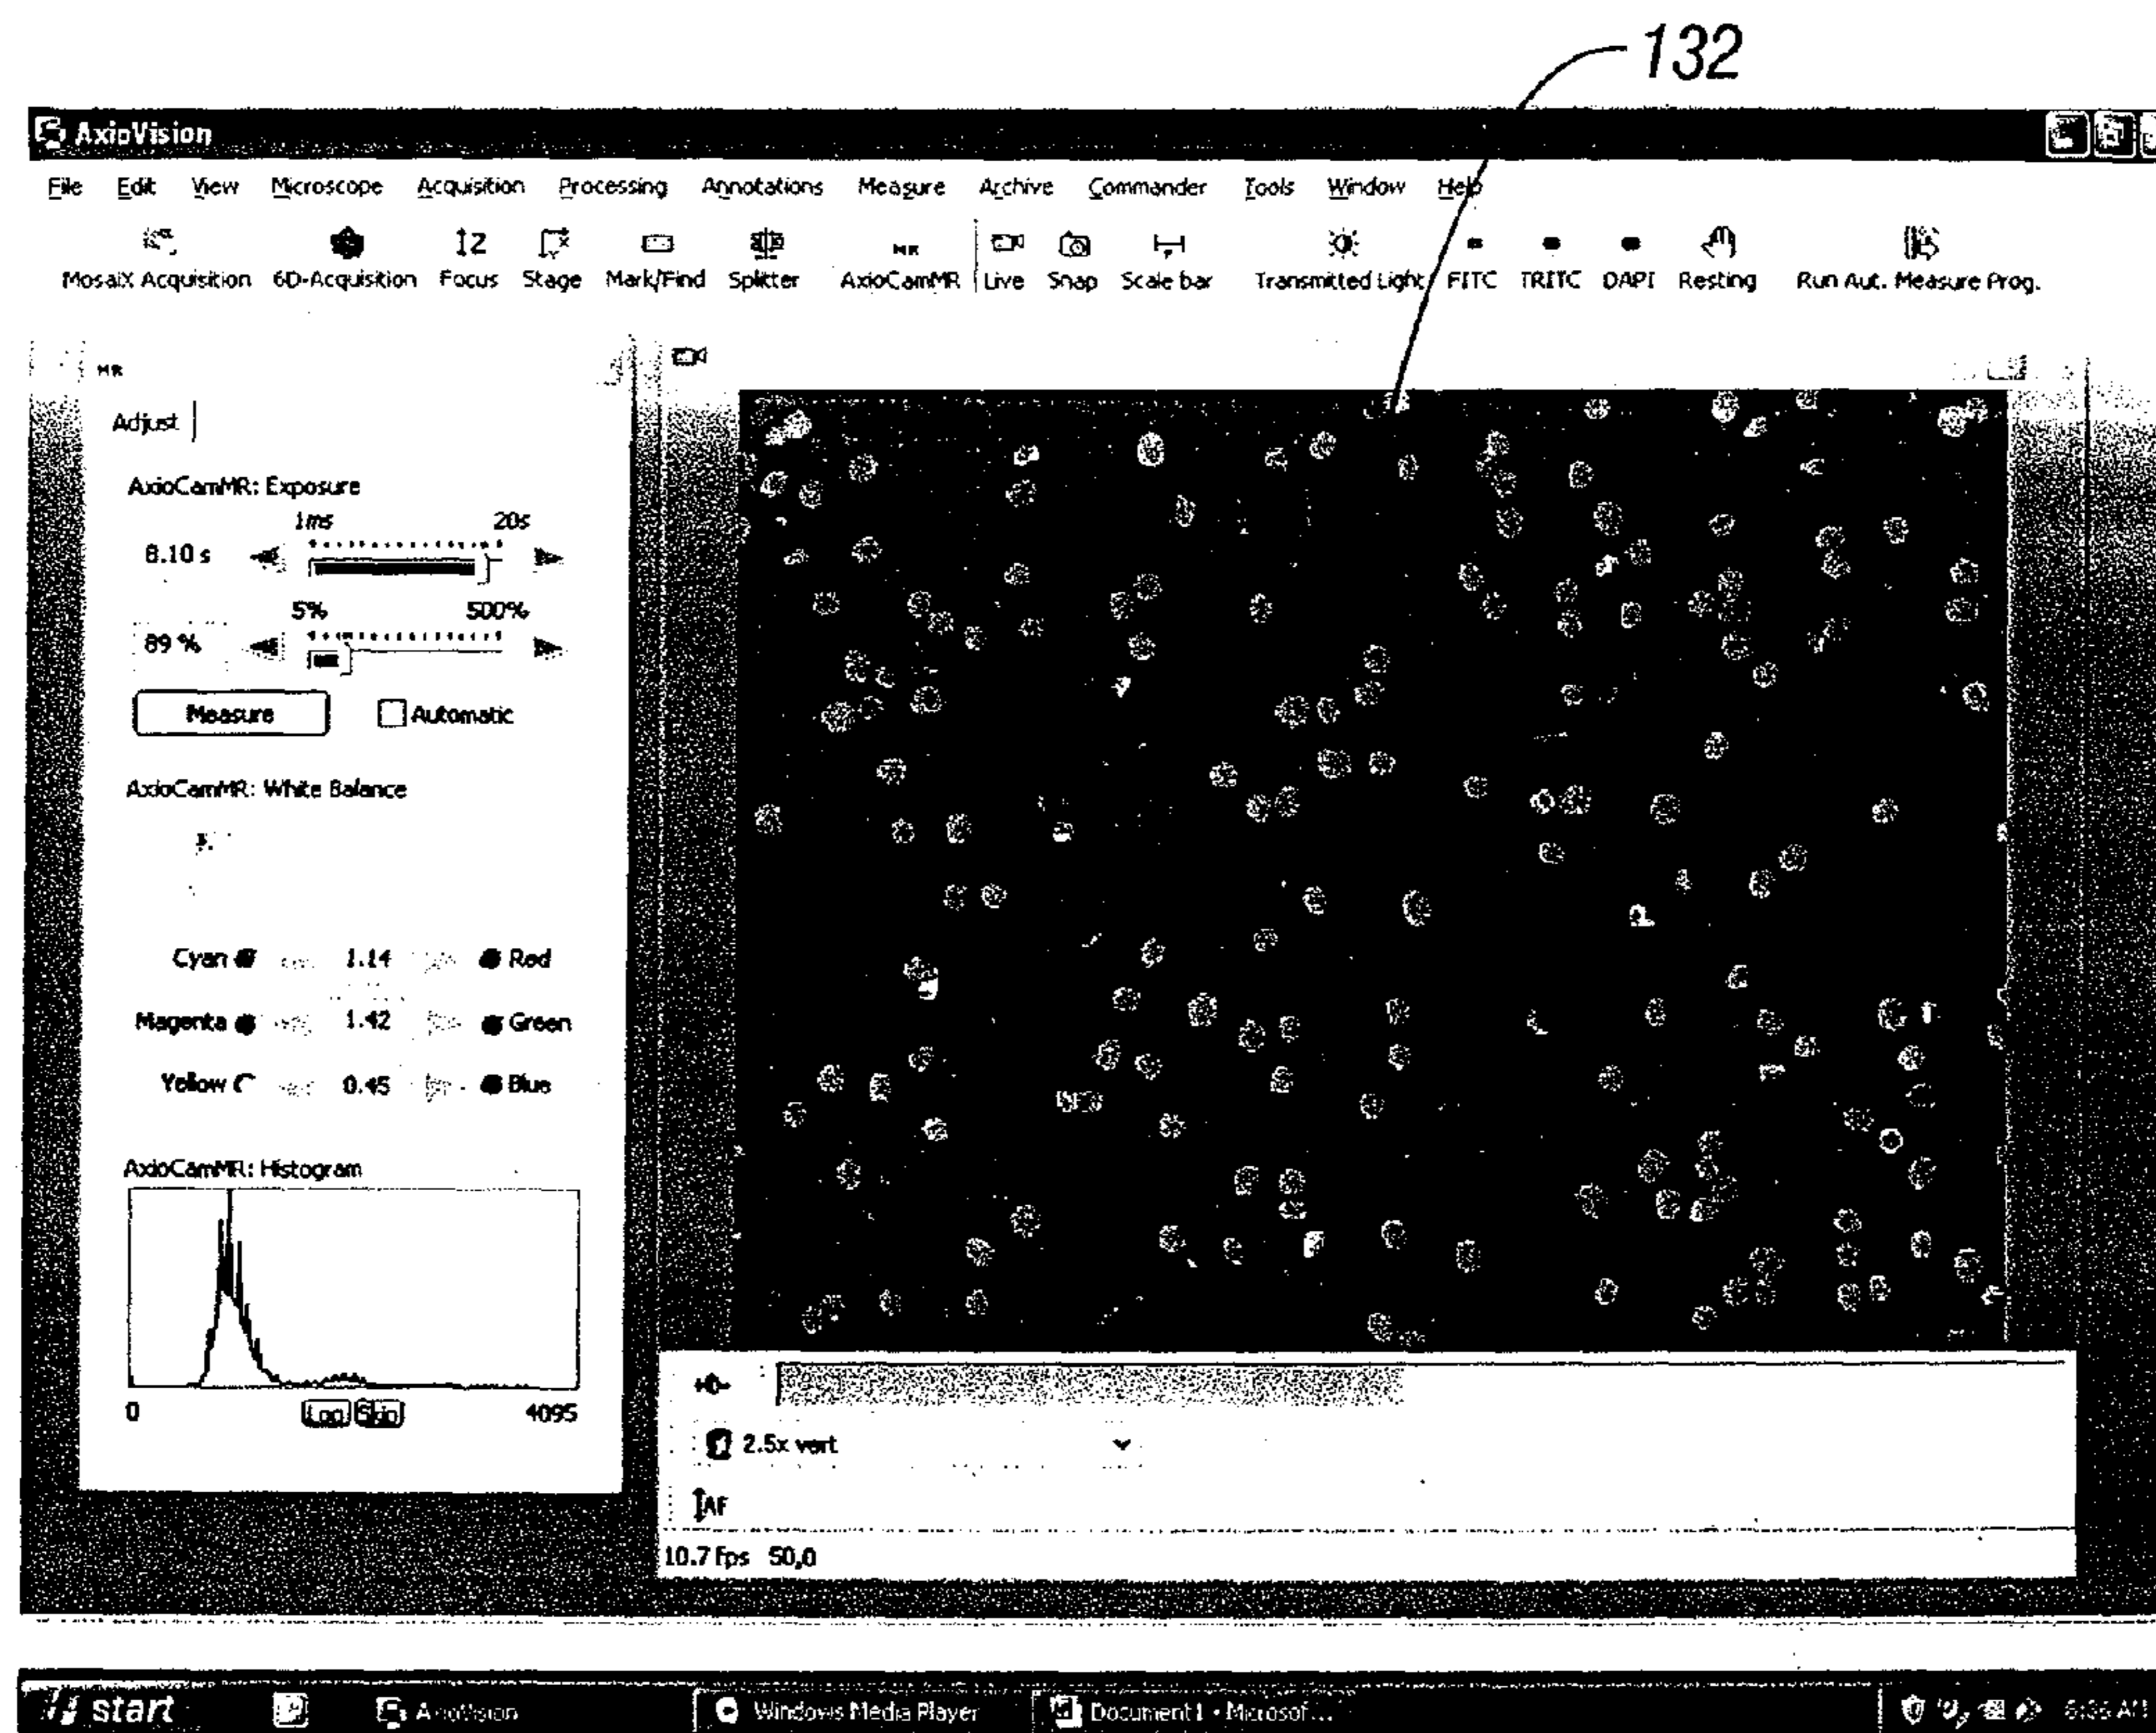 132
AxioVision
File Edit View Microscope Acquisition Processing Annotations Measure Archive Commander Tools Window Help
MosaiX Acquisition 6D-Acquisition Focus Stage Mark/Find Splitter AxioCamMR Live Snap Scale bar Transmitted Light FITC TRITC DAPI Resting Run Aut. Measure Prog.
MR
Adjust
AxioCamMR: Exposure
1ms 20s
8.10 s
5% 500%
89 %
Measure Automatic
AxioCamMR: White Balance
Cyan 1.14 Red
Magenta 1.42 Green
Yellow 0.45 Blue
AxioCamMR: Histogram
0 Log Skip 4095
2.5x vert
AF
10.7 fps 50,0
start AxioVision Windows Media Player Document1 - Microsof...